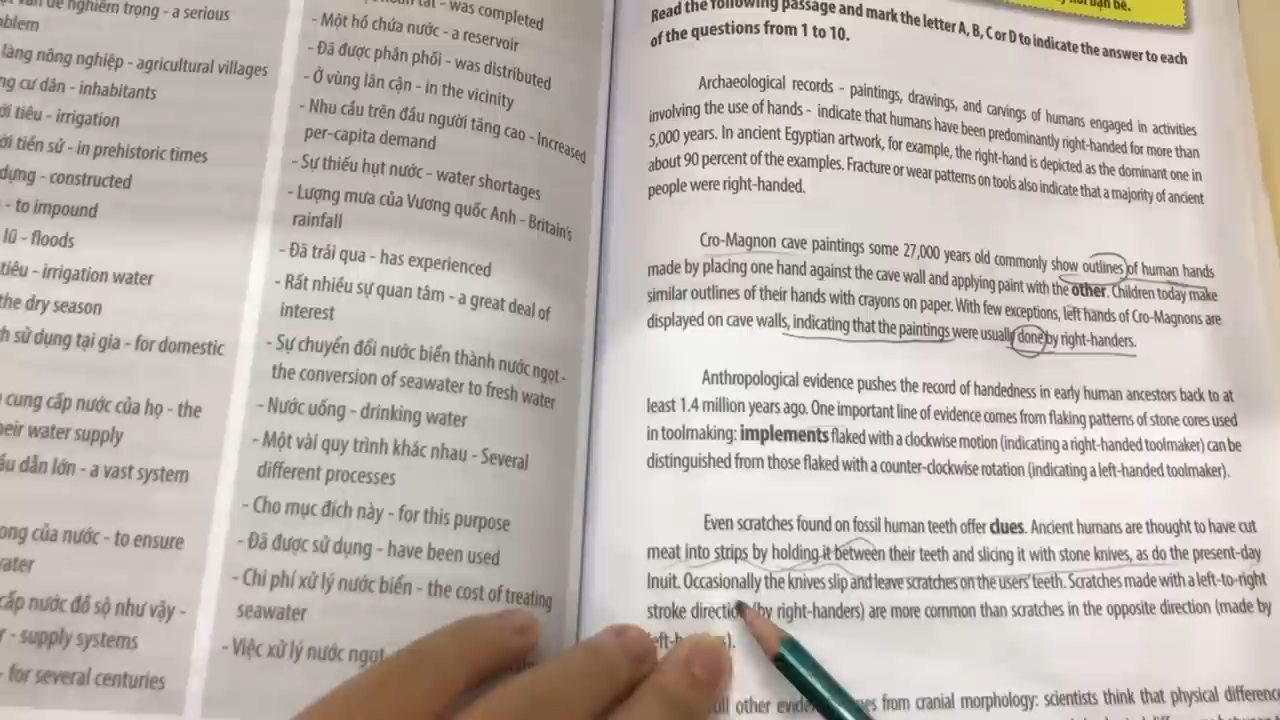 nghiêm trọng - a serious
làng nông nghiệp - agricultural villages
cư dân - inhabitants
tiêu - irrigation
tiền sử - in prehistoric times
dựng - constructed
- to impound
lũ - floods
tiêu - irrigation water
the dry season
sử dụng tại gia - for domestic
cung cấp nước của họ - the
water supply
dẫn lớn - a vast system
của nước - to ensure
cấp nước đồ sộ như vậy -
- supply systems
- for several centuries
- was completed
- Một hồ chứa nước - a reservoir
- Đã được phân phối - was distributed
- Ở vùng lân cận - in the vicinity
- Nhu cầu trên đầu người tăng cao - Increased
per-capita demand
- Sự thiếu hụt nước - water shortages
- Lượng mưa của Vương quốc Anh - Britain's
rainfall
- Đã trải qua - has experienced
- Rất nhiều sự quan tâm - a great deal of
interest
- Sự chuyển đổi nước biển thành nước ngọt -
the conversion of seawater to fresh water
- Nước uống - drinking water
- Một vài quy trình khác nhau - Several
different processes
- Cho mục đích này - for this purpose
- Đã được sử dụng - have been used
- Chi phí xử lý nước biển - the cost of treating
seawater
- Việc xử lý nước ngọt
bè.
Read the following passage and mark the letter A, B, C or D to indicate the answer to each
of the questions from 1 to 10.
Archaeological records - paintings, drawings, and carvings of humans engaged in activities
involving the use of hands - indicate that humans have been predominantly right-handed for more than
5,000 years. In ancient Egyptian artwork, for example, the right-hand is depicted as the dominant one in
about 90 percent of the examples. Fracture or wear patterns on tools also indicate that a majority of ancient
people were right-handed.
Cro-Magnon cave paintings some 27,000 years old commonly show outlines of human hands
made by placing one hand against the cave wall and applying paint with the other. Children today make
similar outlines of their hands with crayons on paper. With few exceptions, left hands of Cro-Magnons are
displayed on cave walls, indicating that the paintings were usually done by right-handers.
Anthropological evidence pushes the record of handedness in early human ancestors back to at
least 1.4 million years ago. One important line of evidence comes from flaking patterns of stone cores used
in toolmaking: implements flaked with a clockwise motion (indicating a right-handed toolmaker) can be
distinguished from those flaked with a counter-clockwise rotation (indicating a left-handed toolmaker).
Even scratches found on fossil human teeth offer clues. Ancient humans are thought to have cut
meat into strips by holding it between their teeth and slicing it with stone knives, as do the present-day
Inuit. Occasionally the knives slip and leave scratches on the users' teeth. Scratches made with a left-to-right
stroke direction (by right-handers) are more common than scratches in the opposite direction (made by
other from cranial morphology: scientists think that physical